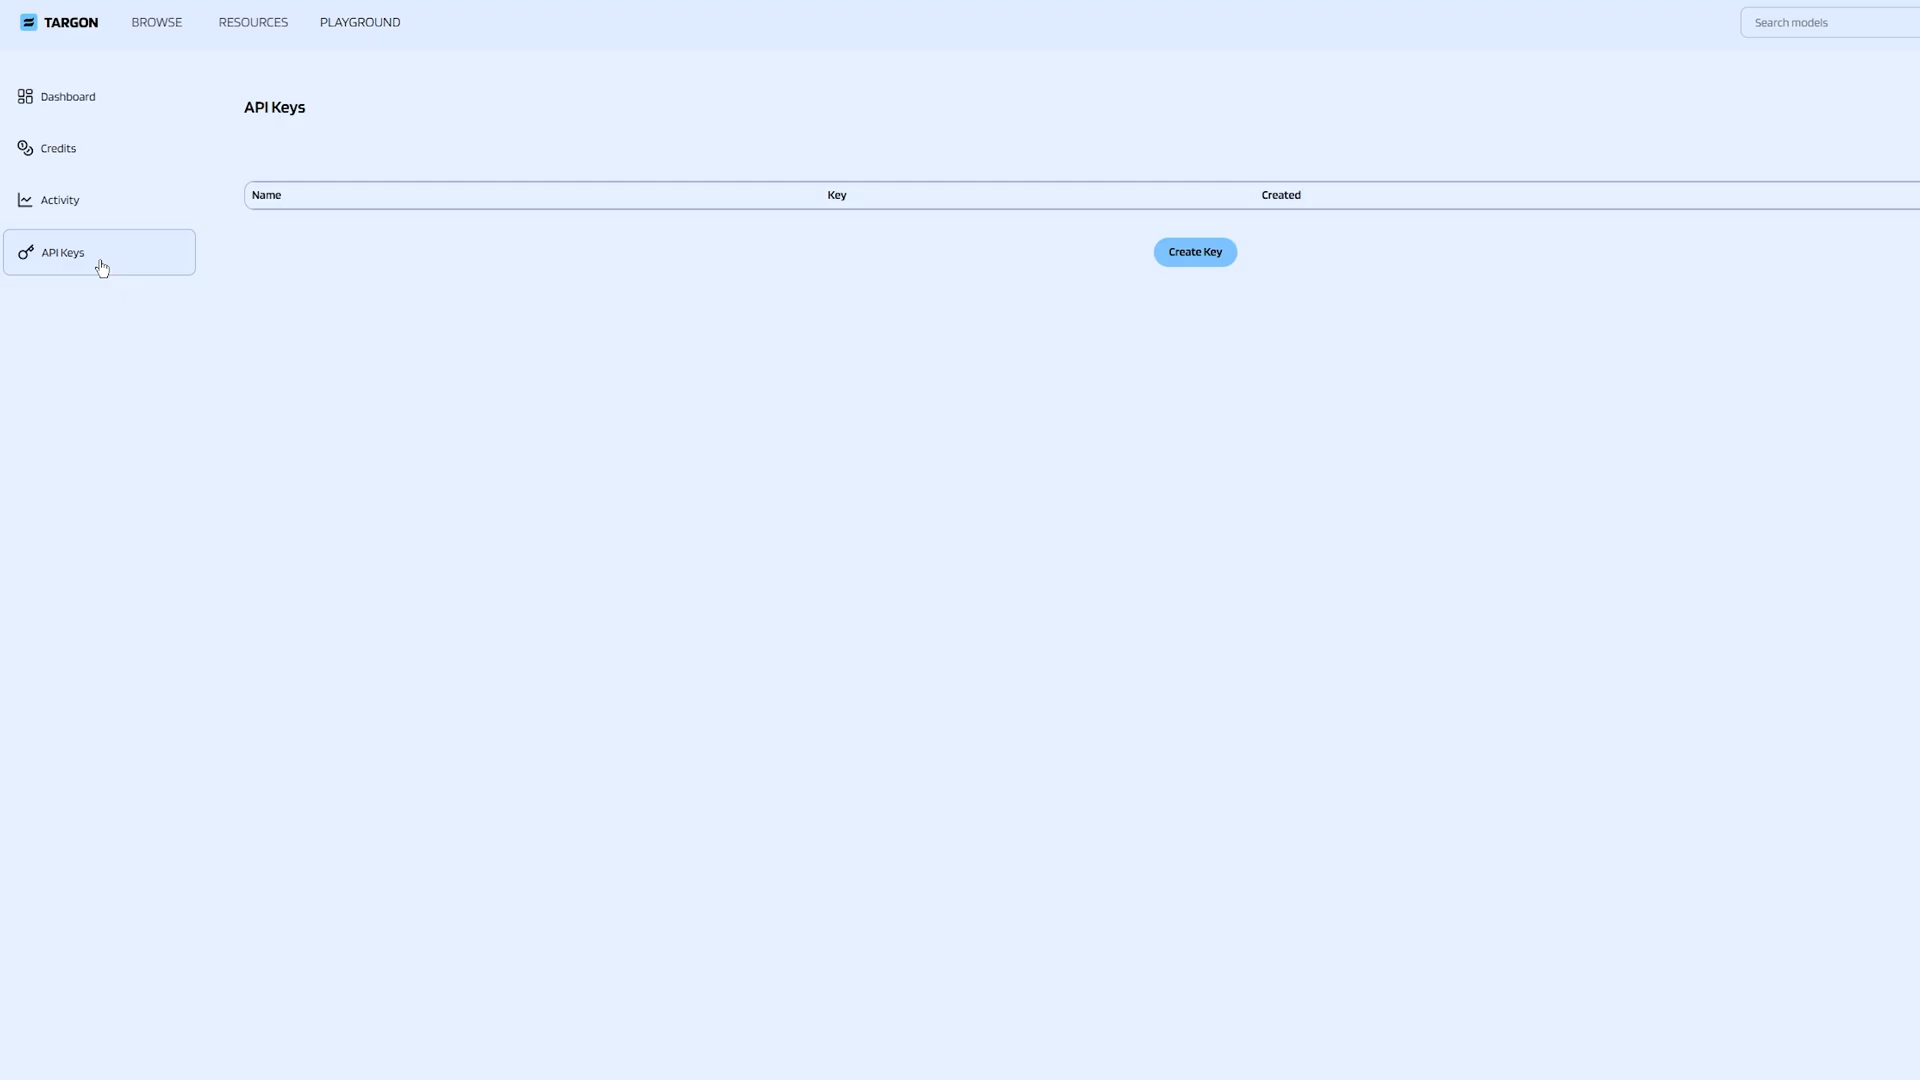 TARGON
BROWSE
RESOURCES
PLAYGROUND
Search models
Dashboard
Credits
Activity
API Keys
API Keys
Name
Key
Created
Create Key